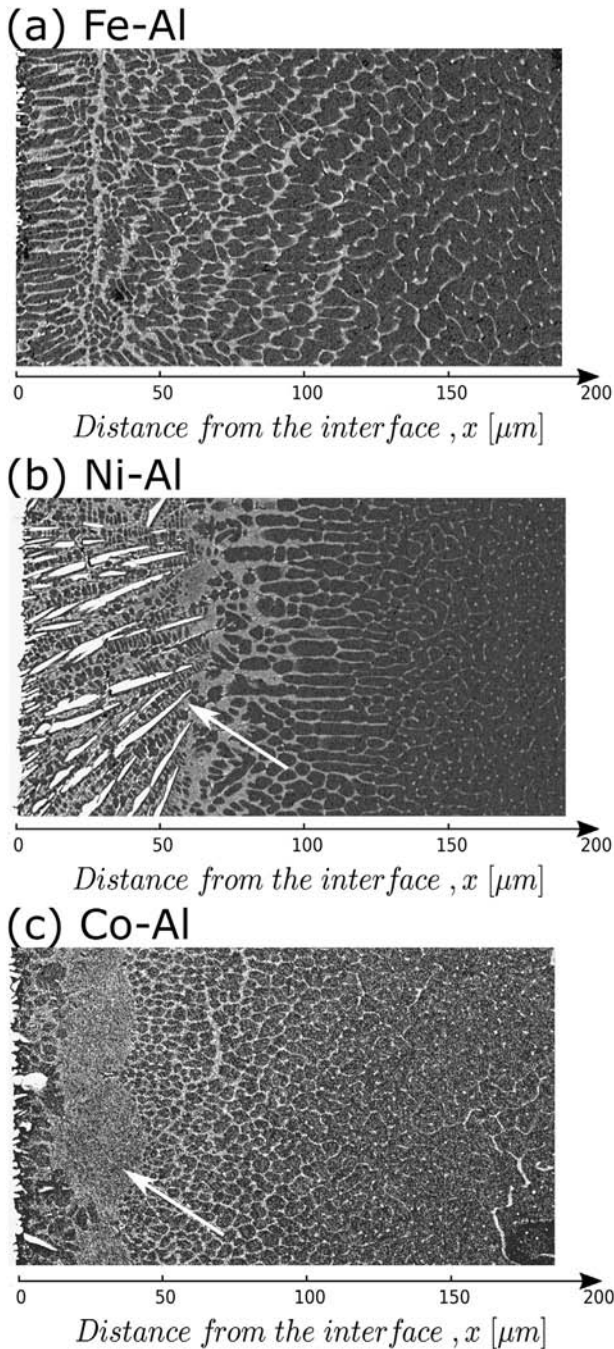 (a) Fe-Al
0 50 100 150 200
Distance from the interface , x [μm]
(b) Ni-Al
0 50 100 150 200
Distance from the interface , x [μm]
(c) Co-Al
0 50 100 150 200
Distance from the interface , x [μm]